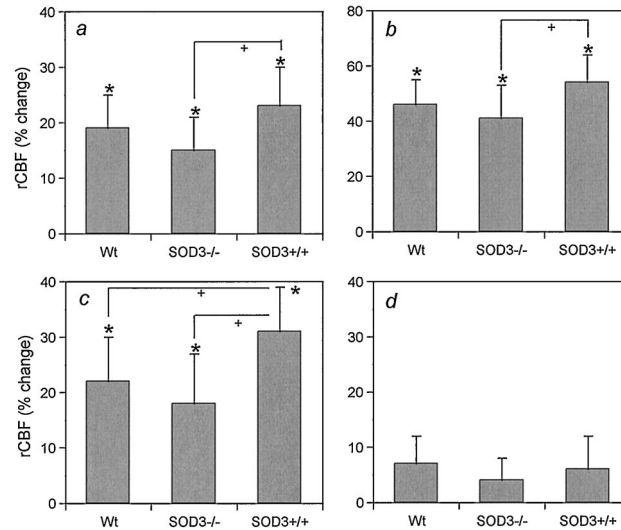 a
40
30
20
10
0
rCBF (% change)
*
*
*
+
Wt
SOD3-/-
SOD3+/+
b
80
60
40
20
0
*
*
*
+
Wt
SOD3-/-
SOD3+/+
c
40
30
20
10
0
rCBF (% change)
*
*
*
+
+
Wt
SOD3-/-
SOD3+/+
d
40
30
20
10
0
Wt
SOD3-/-
SOD3+/+